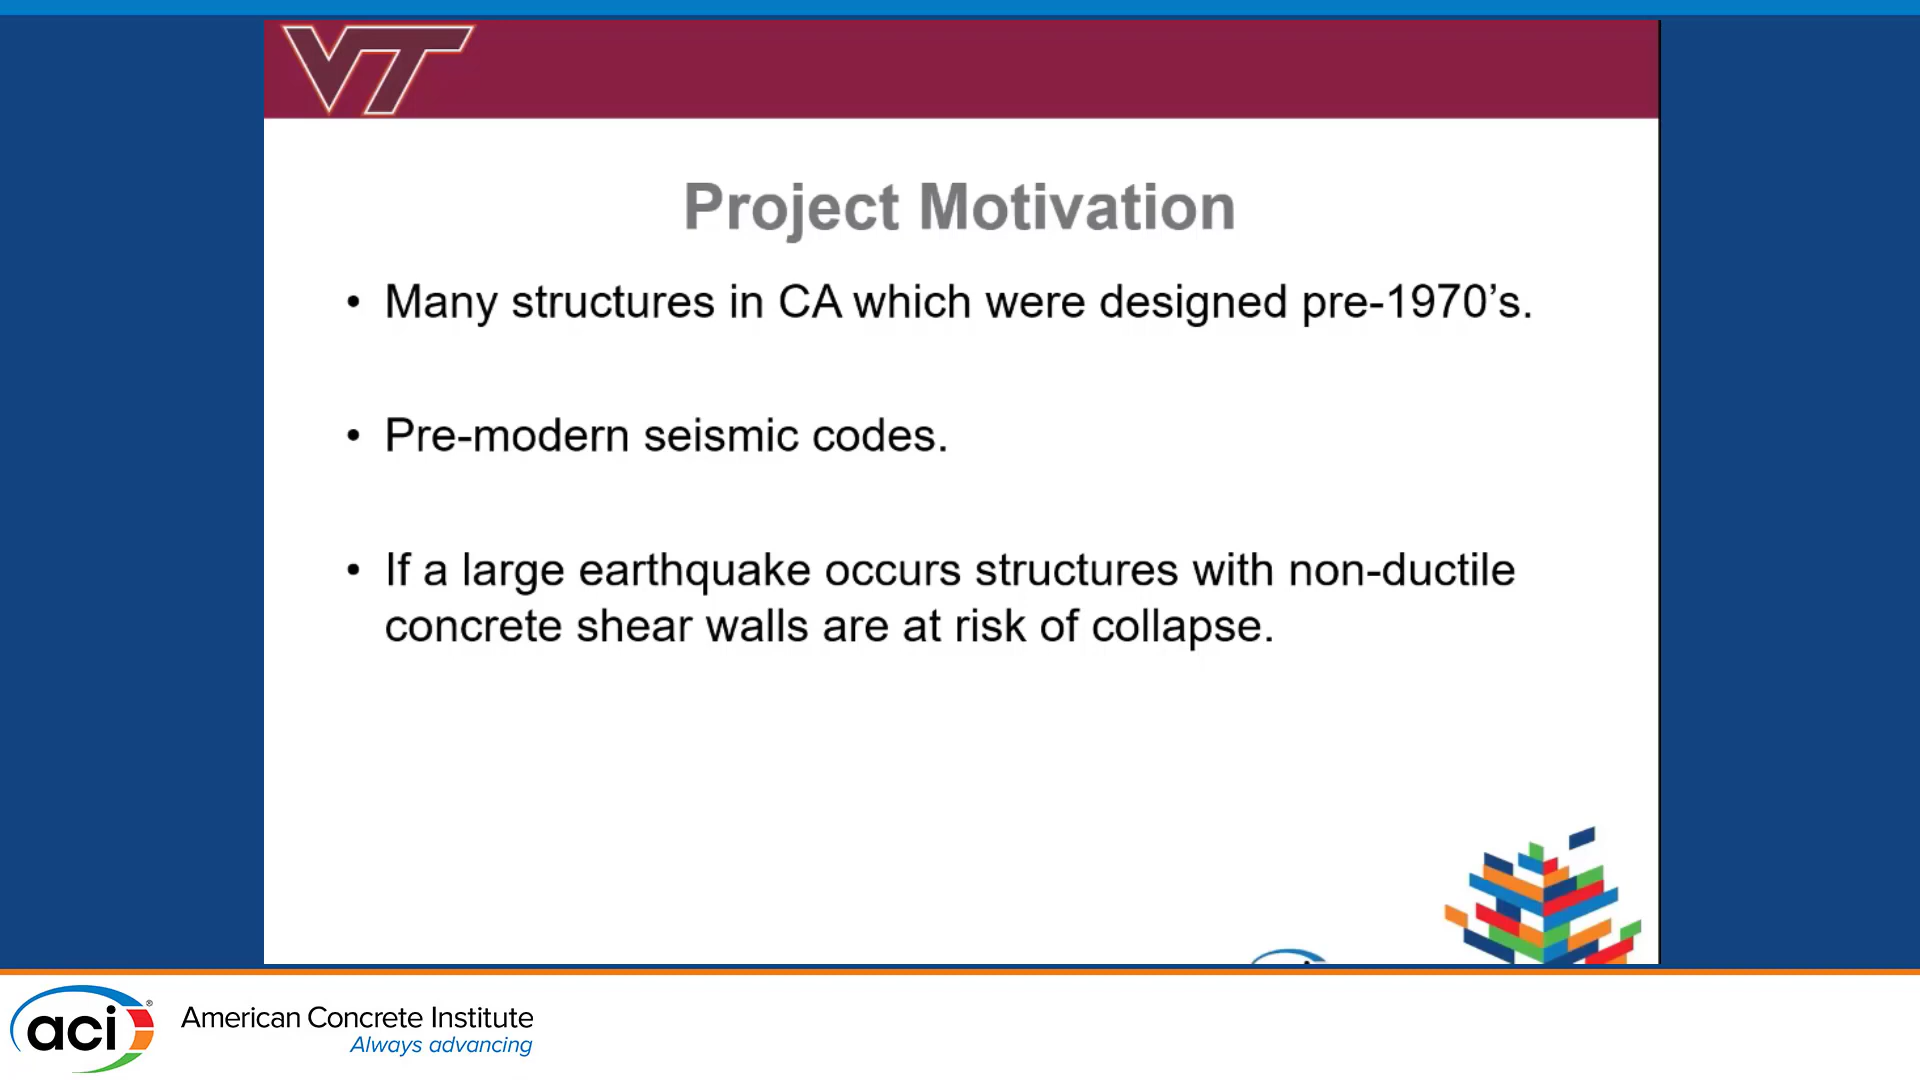 VT
Project Motivation
• Many structures in CA which were designed pre-1970’s.
• Pre-modern seismic codes.
• If a large earthquake occurs structures with non-ductile
concrete shear walls are at risk of collapse.
aci®
American Concrete Institute
Always advancing